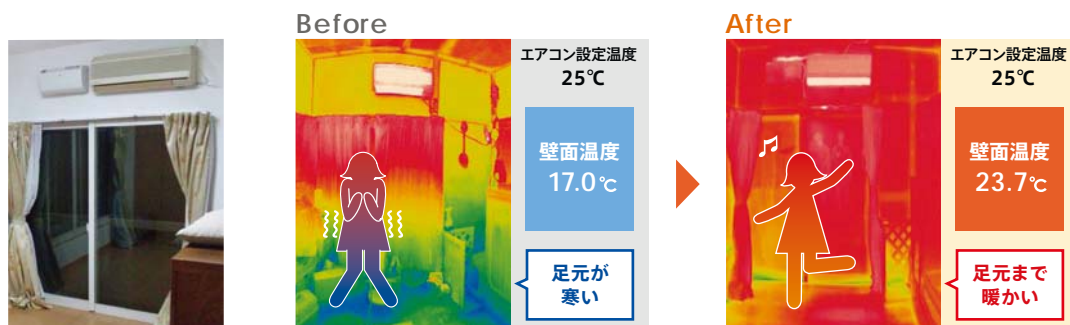 Before
エアコン設定温度
25℃
壁面温度
17.0℃
足元が
寒い
After
エアコン設定温度
25℃
壁面温度
23.7℃
足元まで
暖かい